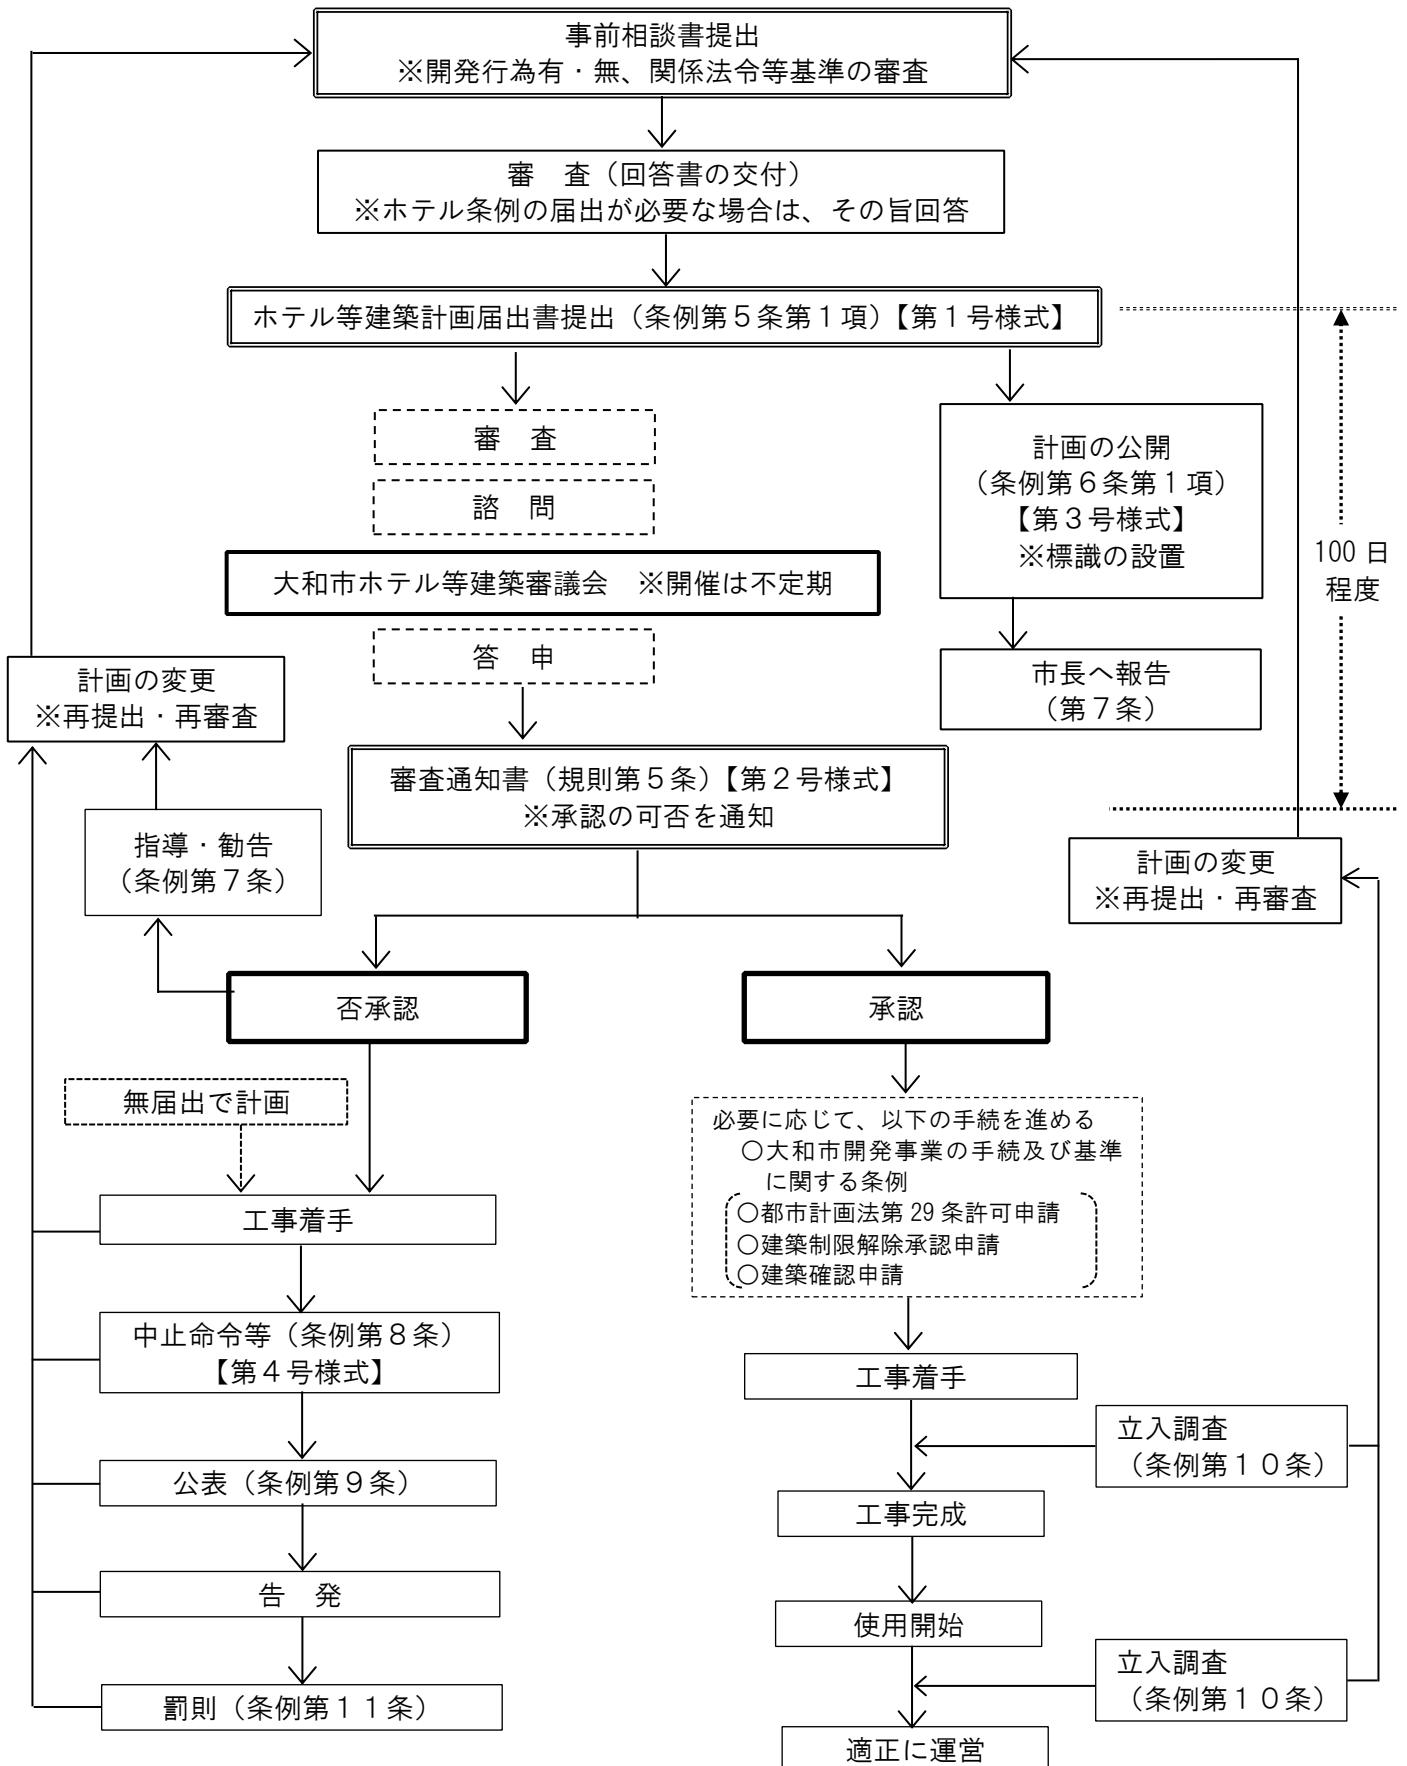 事前相談書提出
※開発行為有・無、関係法令等基準の審査
審　査（回答書の交付）
※ホテル条例の届出が必要な場合は、その旨回答
ホテル等建築計画届出書提出（条例第５条第１項）【第１号様式】
審　査
諮　問
大和市ホテル等建築審議会　※開催は不定期
答　申
計画の公開
（条例第６条第１項）
【第３号様式】
※標識の設置
市長へ報告
（第７条）
100 日
程度
計画の変更
※再提出・再審査
審査通知書（規則第５条）【第２号様式】
※承認の可否を通知
指導・勧告
（条例第７条）
計画の変更
※再提出・再審査
否承認
承認
無届出で計画
必要に応じて、以下の手続を進める
○大和市開発事業の手続及び基準
に関する条例
○都市計画法第 29 条許可申請
○建築制限解除承認申請
○建築確認申請
工事着手
中止命令等（条例第８条）
【第４号様式】
公表（条例第９条）
告　発
罰則（条例第１１条）
工事着手
立入調査
（条例第１０条）
工事完成
使用開始
立入調査
（条例第１０条）
適正に運営